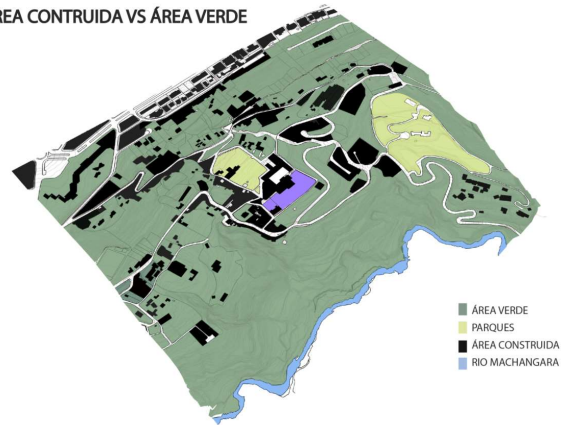 REA CONTRUIDA VS ÁREA VERDE
ÁREA VERDE
PARQUES
ÁREA CONSTRUIDA
RIO MACHANGARA